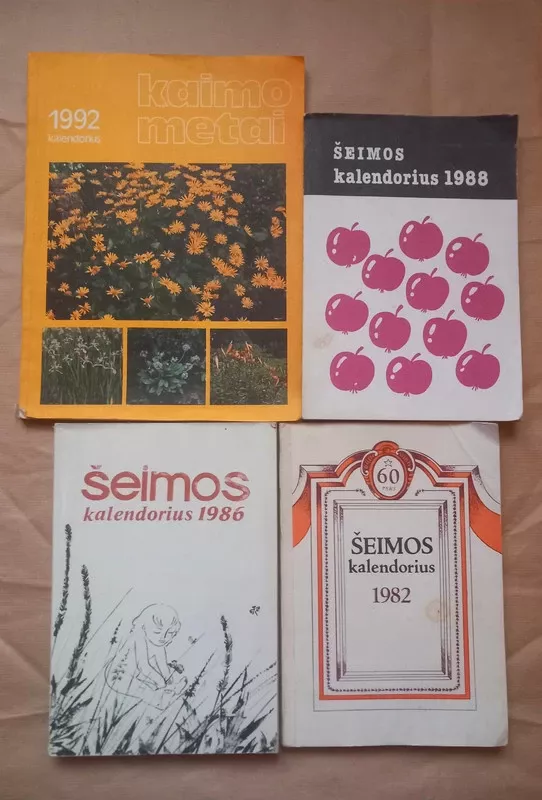 kaimo
metai
1992
kalendorius
ŠEIMOS
kalendorius 1988
šeimos
kalendorius 1986
60
ŠEIMOS
kalendorius
1982